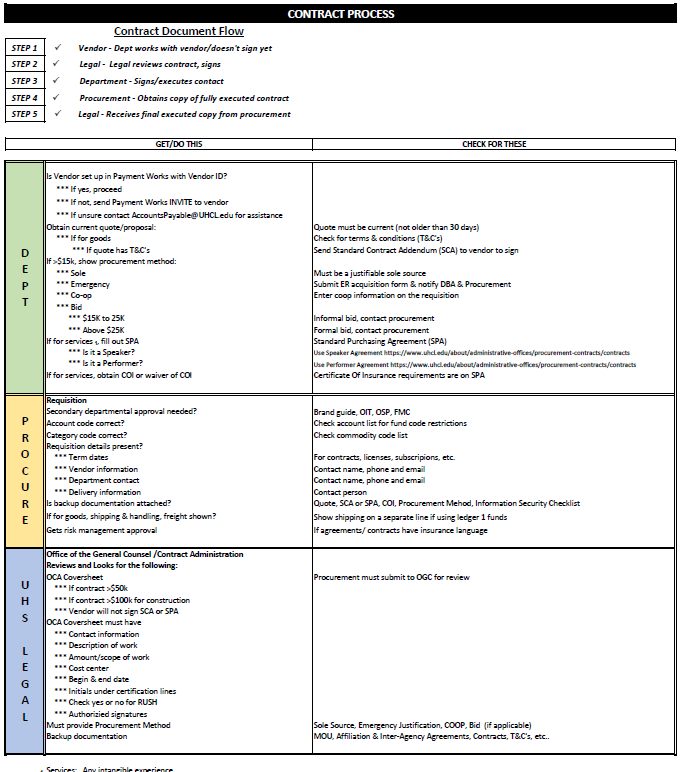 CONTRACT PROCESS
Contract Document Flow
STEP 1 ✓ Vendor - Dept works with vendor/doesn't sign yet
STEP 2 ✓ Legal - Legal reviews contract, signs
STEP 3 ✓ Department - Signs/executes contact
STEP 4 ✓ Procurement - Obtains copy of fully executed contract
STEP 5 ✓ Legal - Receives final executed copy from procurement
GET/DO THIS CHECK FOR THESE
DEPT
Is Vendor set up in Payment Works with Vendor ID?
*** If yes, proceed
*** If not, send Payment Works INVITE to vendor
*** If unsure contact AccountsPayable@UHCL.edu for assistance
Obtain current quote/proposal: Quote must be current (not older than 30 days)
*** If for goods Check for terms & conditions (T&C's)
*** If quote has T&C's Send Standard Contract Addendum (SCA) to vendor to sign
If >$15k, show procurement method:
*** Sole Must be a justifiable sole source
*** Emergency Submit ER acquisition form & notify DBA & Procurement
*** Co-op Enter coop information on the requisition
*** Bid
*** $15K to 25K Informal bid, contact procurement
*** Above $25K Formal bid, contact procurement
If for services 1, fill out SPA Standard Purchasing Agreement (SPA)
*** Is it a Speaker? Use Speaker Agreement https://www.uhcl.edu/about/administrative-offices/procurement-contracts/contracts
*** Is it a Performer? Use Performer Agreement https://www.uhcl.edu/about/administrative-offices/procurement-contracts/contracts
If for services, obtain COI or waiver of COI Certificate Of Insurance requirements are on SPA
PROCURE
Requisition
Secondary departmental approval needed? Brand guide, OIT, OSP, FMC
Account code correct? Check account list for fund code restrictions
Category code correct? Check commodity code list
Requisition details present?
*** Term dates For contracts, licenses, subscripions, etc.
*** Vendor information Contact name, phone and email
*** Department contact Contact name, phone and email
*** Delivery information Contact person
Is backup documentation attached? Quote, SCA or SPA, COI, Procurement Mehod, Information Security Checklist
If for goods, shipping & handling, freight shown? Show shipping on a separate line if using ledger 1 funds
Gets risk management approval If agreements/ contracts have insurance language
UHS LEGAL
Office of the General Counsel /Contract Administration
Reviews and Looks for the following:
OCA Coversheet Procurement must submit to OGC for review
*** If contract >$50k
*** If contract >$100k for construction
*** Vendor will not sign SCA or SPA
OCA Coversheet must have
*** Contact information
*** Description of work
*** Amount/scope of work
*** Cost center
*** Begin & end date
*** Initials under certification lines
*** Check yes or no for RUSH
*** Authorizied signatures
Must provide Procurement Method Sole Source, Emergency Justification, COOP, Bid (if applicable)
Backup documentation MOU, Affiliation & Inter-Agency Agreements, Contracts, T&C's, etc..
Services: Any intangible experience